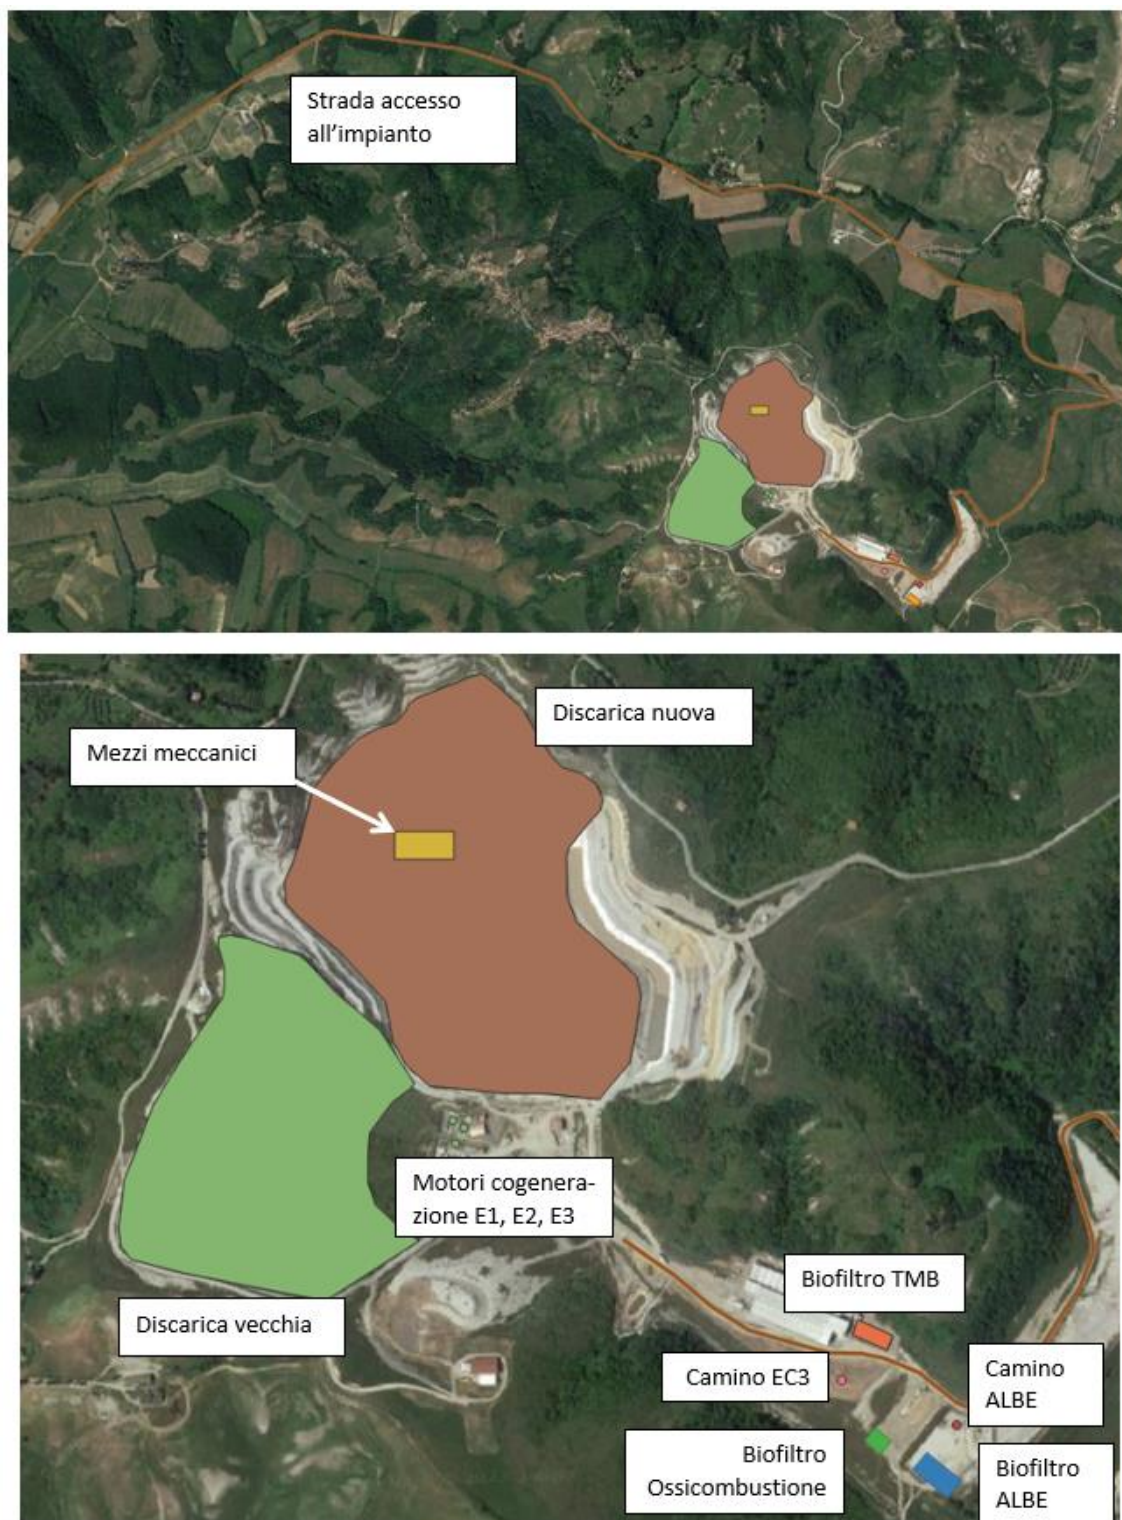 Strada accesso
all'impianto
Discarica nuova
Mezzi meccanici
Motori cogenera-
zione E1, E2, E3
Biofiltro TMB
Discarica vecchia
Camino EC3
Camino
ALBE
Biofiltro
Ossicombustione
Biofiltro
ALBE